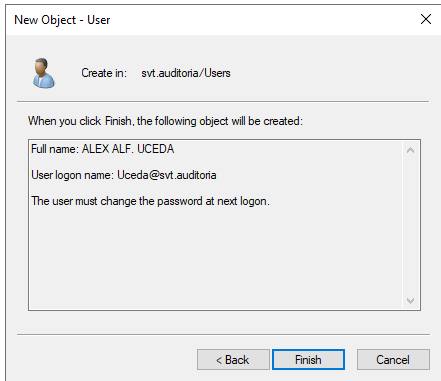 New Object - User
Create in: svt.auditoria/Users
When you click Finish, the following object will be created:
Full name: ALEX ALF. UCEDA
User logon name: Uceda@svt.auditoria
The user must change the password at next logon.
< Back Finish Cancel